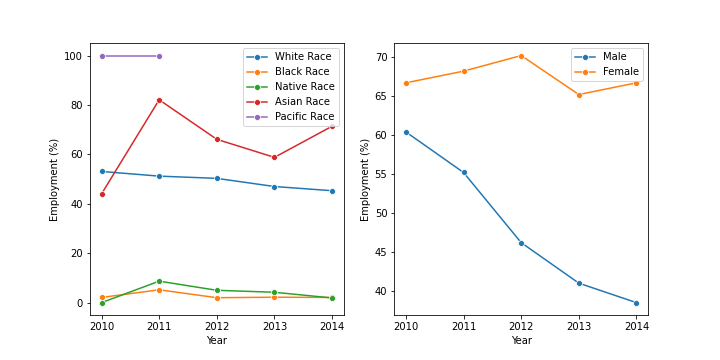 100
80
60
40
20
0
Employment (%)
2010 2011 2012 2013 2014
Year
White Race
Black Race
Native Race
Asian Race
Pacific Race
70
65
60
55
50
45
40
Employment (%)
2010 2011 2012 2013 2014
Year
Male
Female